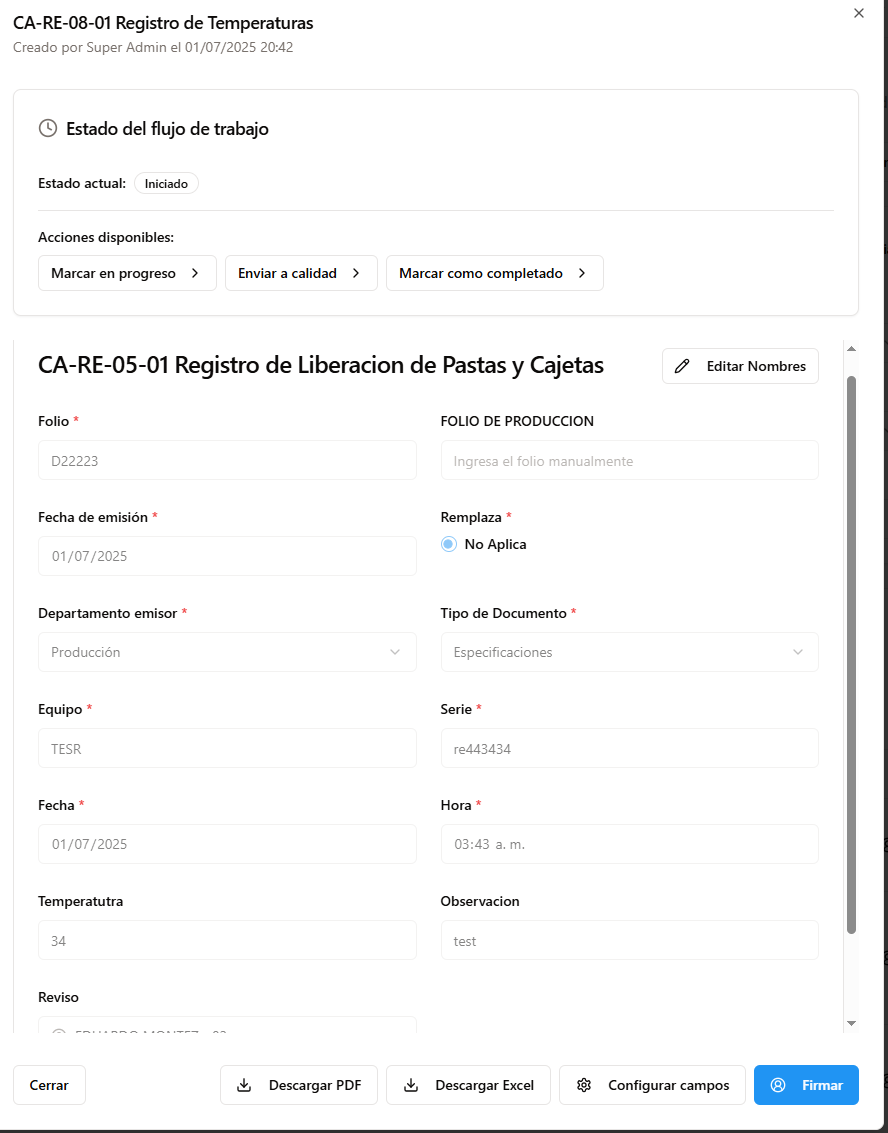 CA-RE-08-01 Registro de Temperaturas
Creado por Super Admin el 01/07/2025 20:42
Estado del flujo de trabajo
Estado actual: Iniciado
Acciones disponibles:
Marcar en progreso Enviar a calidad Marcar como completado
CA-RE-05-01 Registro de Liberacion de Pastas y Cajetas Editar Nombres
Folio * FOLIO DE PRODUCCION
D22223 Ingresa el folio manualmente
Fecha de emisión * Remplaza *
01/07/2025 No Aplica
Departamento emisor * Tipo de Documento *
Producción Especificaciones
Equipo * Serie *
TESR re443434
Fecha * Hora *
01/07/2025 03:43 a. m.
Temperatutra Observacion
34 test
Reviso
Cerrar Descargar PDF Descargar Excel Configurar campos Firmar